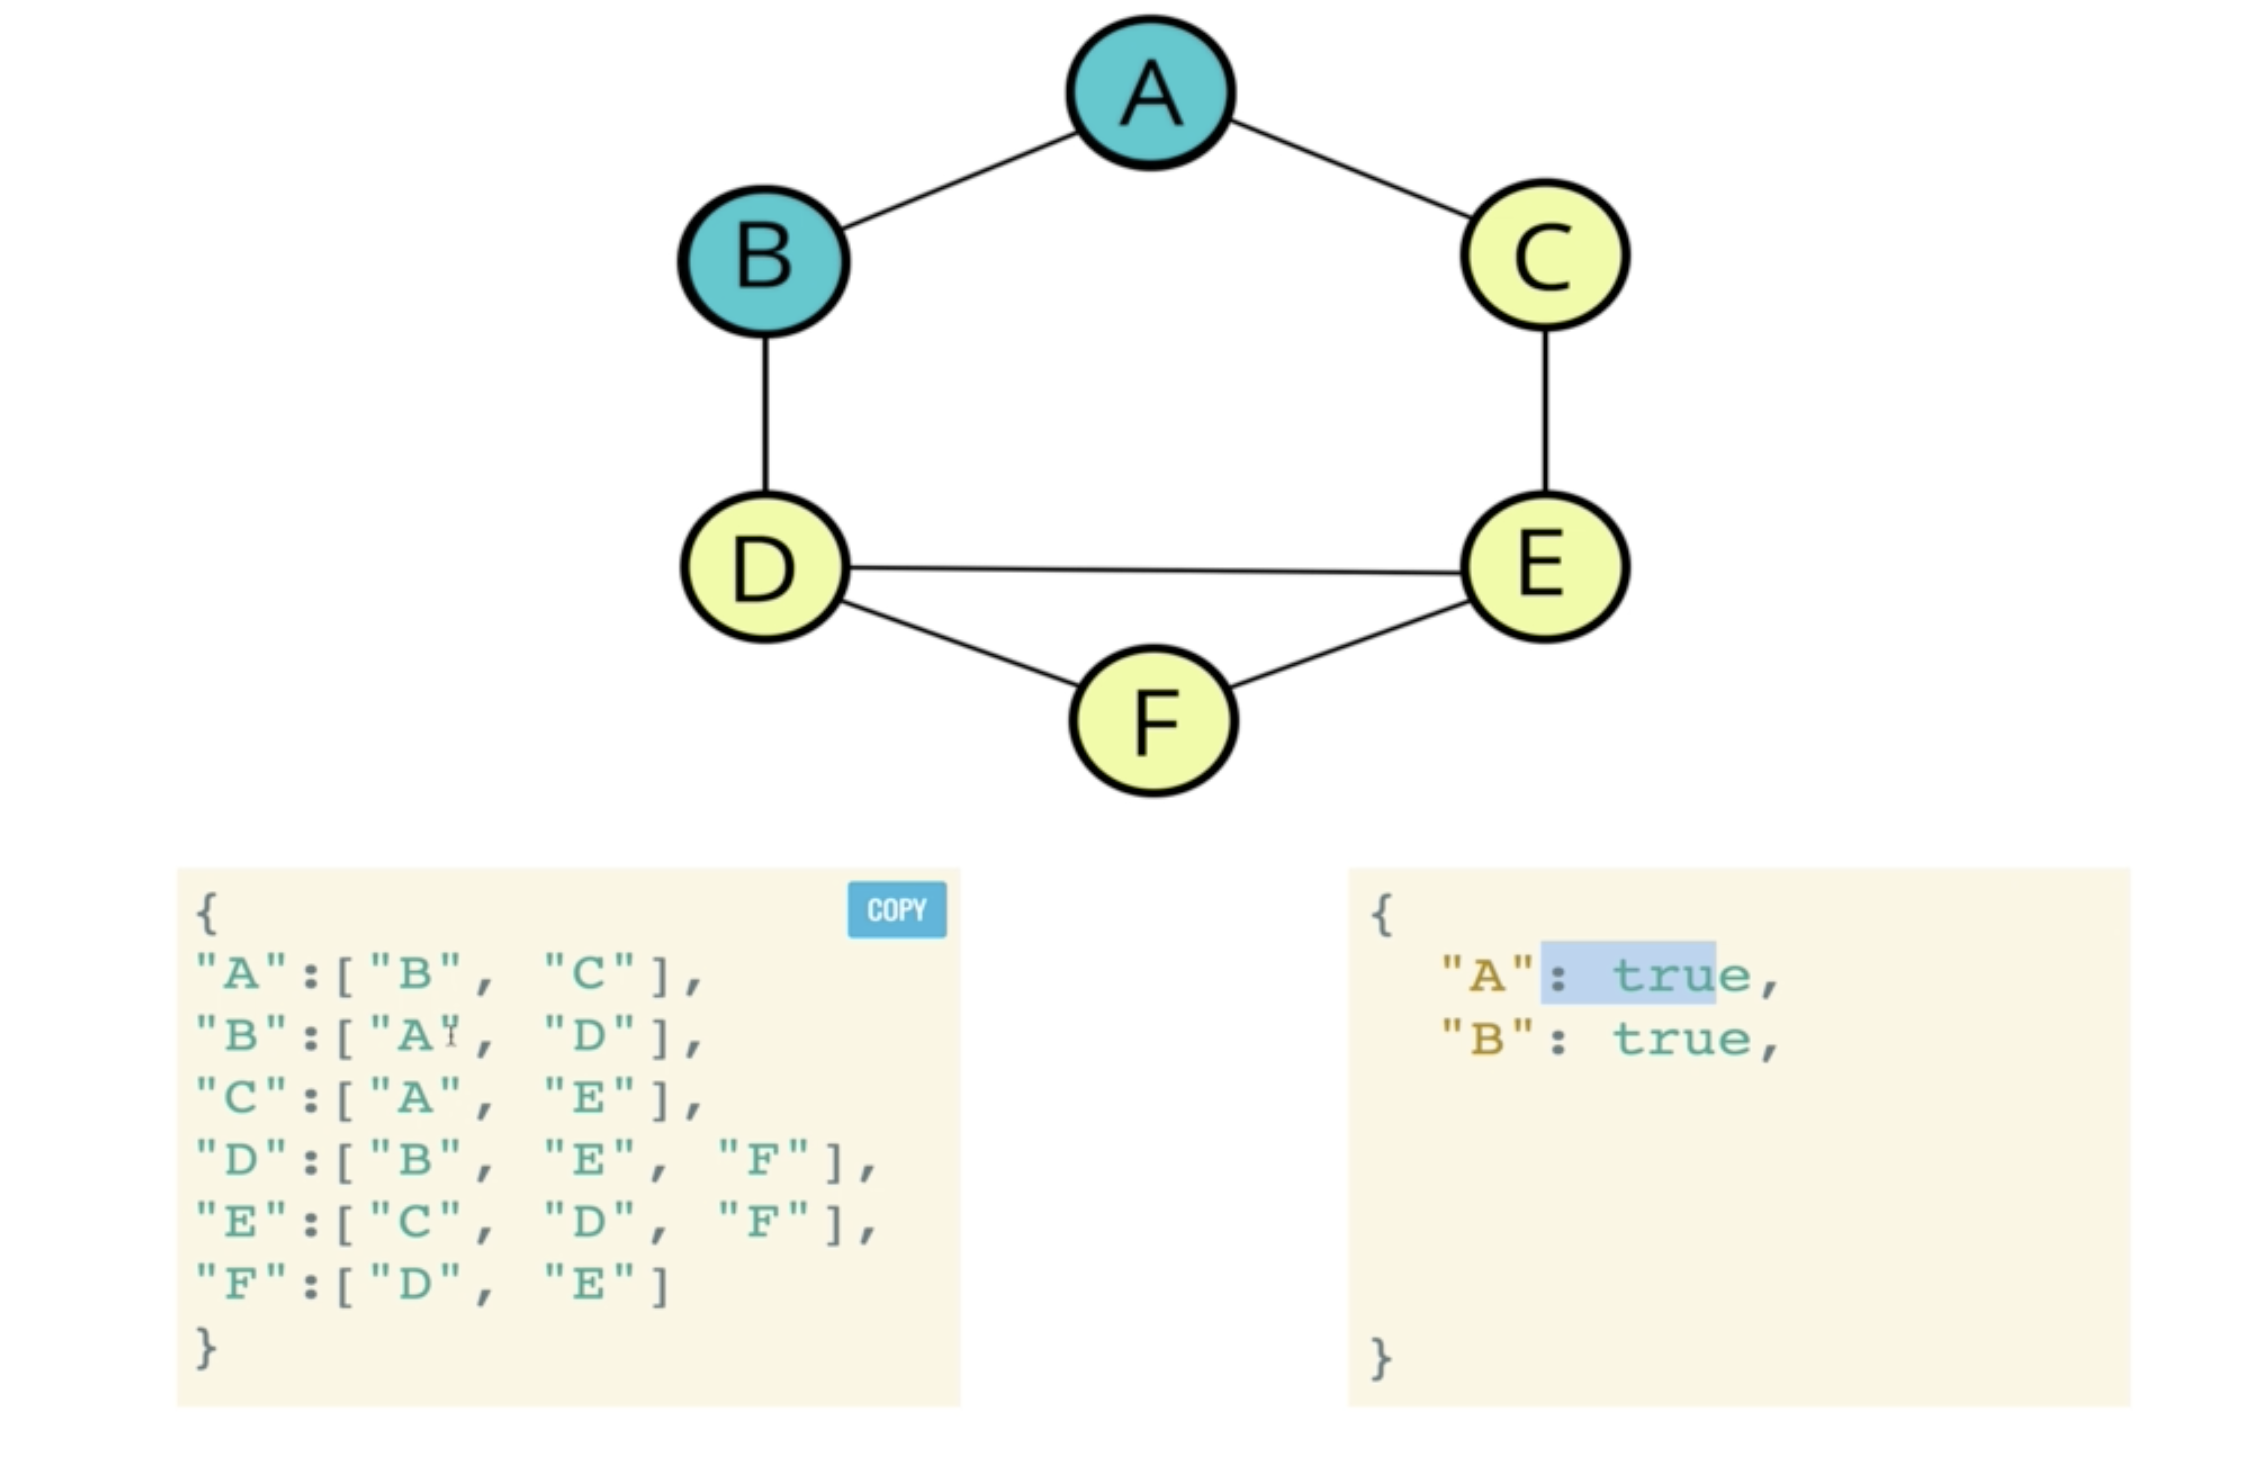 A
B
C
D
E
F
{
COPY
"A":["B", "C"],
"B":["A", "D"],
"C":["A", "E"],
"D":["B", "E", "F"],
"E":["C", "D", "F"],
"F":["D", "E"]
}
{
"A": true,
"B": true,
}